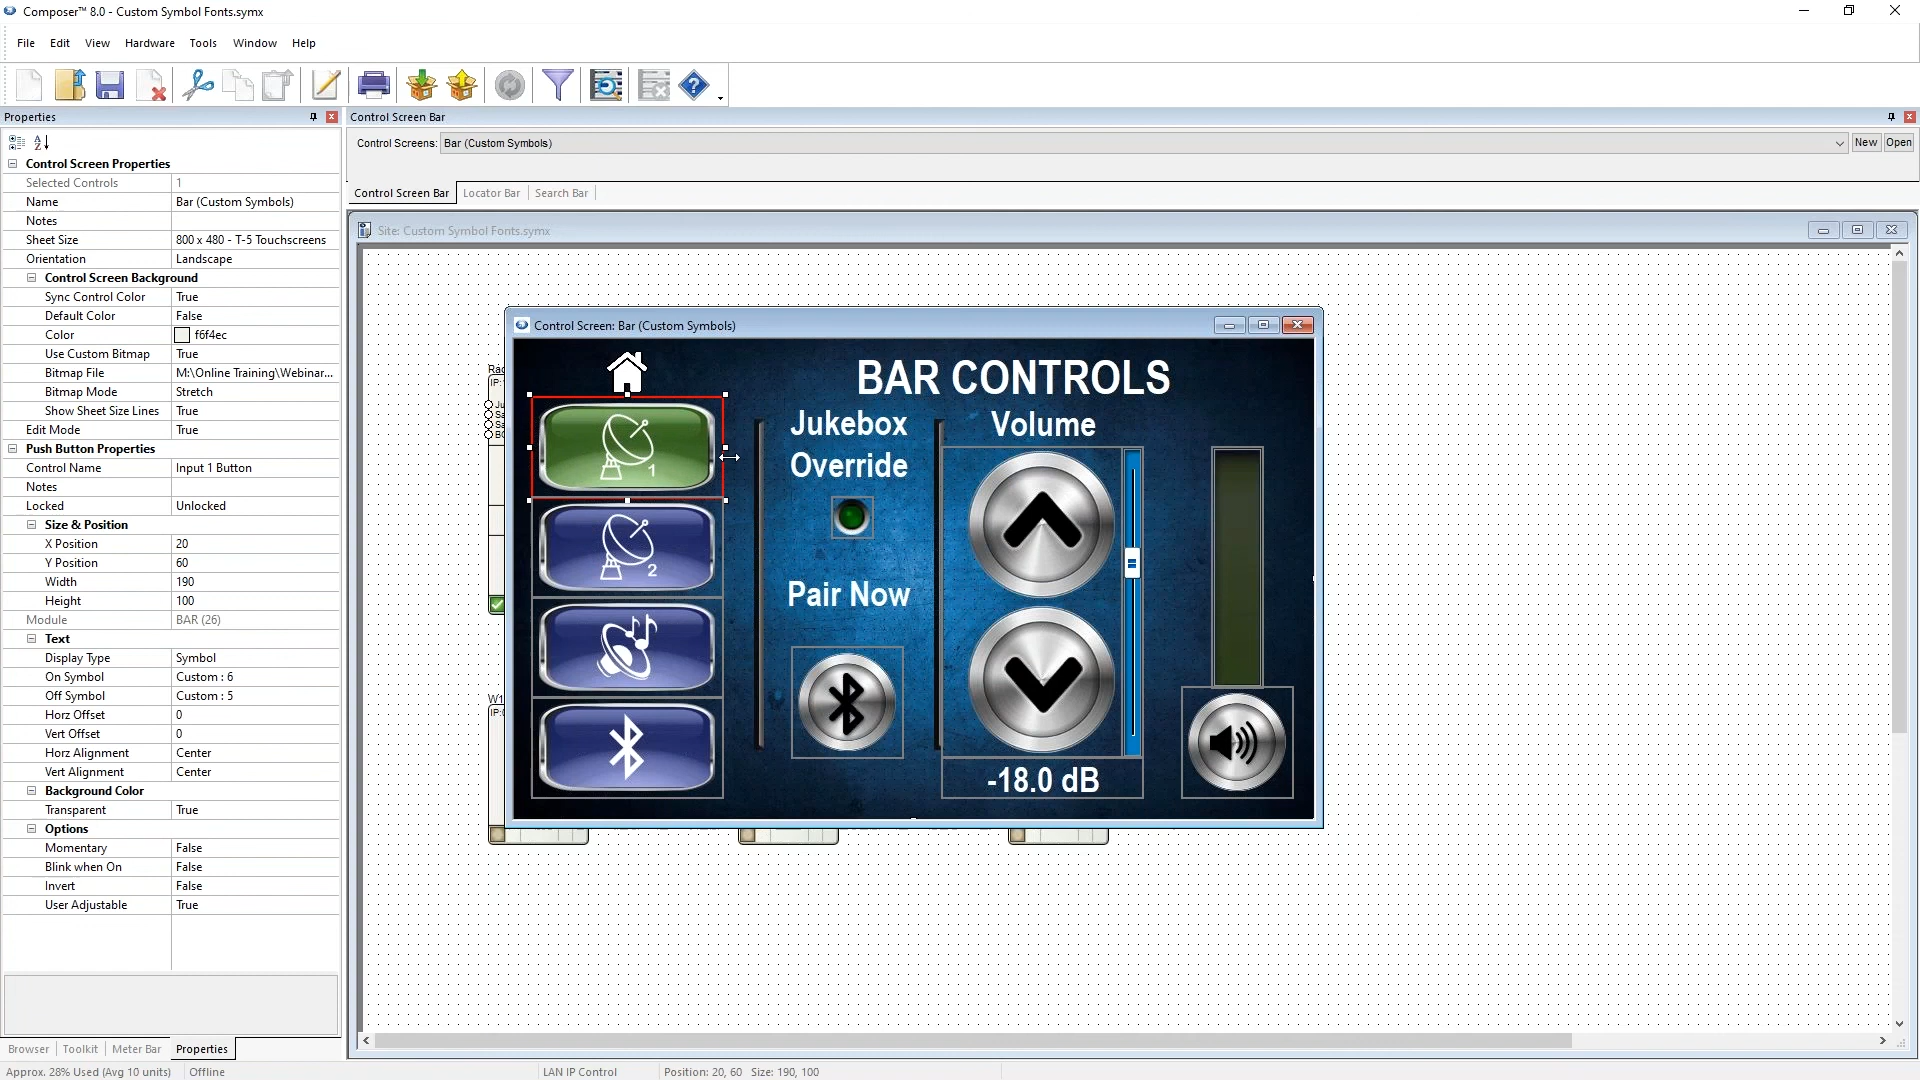 Composer™ 8.0 - Custom Symbol Fonts.symx
File Edit View Hardware Tools Window Help
Properties
Control Screen Properties
Selected Controls 1
Name Bar (Custom Symbols)
Notes
Sheet Size 800 x 480 - T-5 Touchscreens
Orientation Landscape
Control Screen Background
Sync Control Color True
Default Color False
Color f6f4ec
Use Custom Bitmap True
Bitmap File M:\Online Training\Webinar...
Bitmap Mode Stretch
Show Sheet Size Lines True
Edit Mode True
Push Button Properties
Control Name Input 1 Button
Notes
Locked Unlocked
Size & Position
X Position 20
Y Position 60
Width 190
Height 100
Module BAR (26)
Text
Display Type Symbol
On Symbol Custom : 6
Off Symbol Custom : 5
Horz Offset 0
Vert Offset 0
Horz Alignment Center
Vert Alignment Center
Background Color
Transparent True
Options
Momentary False
Blink when On False
Invert False
User Adjustable True
Browser Toolkit Meter Bar Properties
Control Screen Bar
Control Screens: Bar (Custom Symbols) New Open
Control Screen Bar Locator Bar Search Bar
Site: Custom Symbol Fonts.symx
Control Screen: Bar (Custom Symbols)
BAR CONTROLS
Jukebox
Override
Volume
1
2
Pair Now
-18.0 dB
Approx. 28% Used (Avg 10 units) Offline LAN IP Control Position: 20, 60 Size: 190, 100